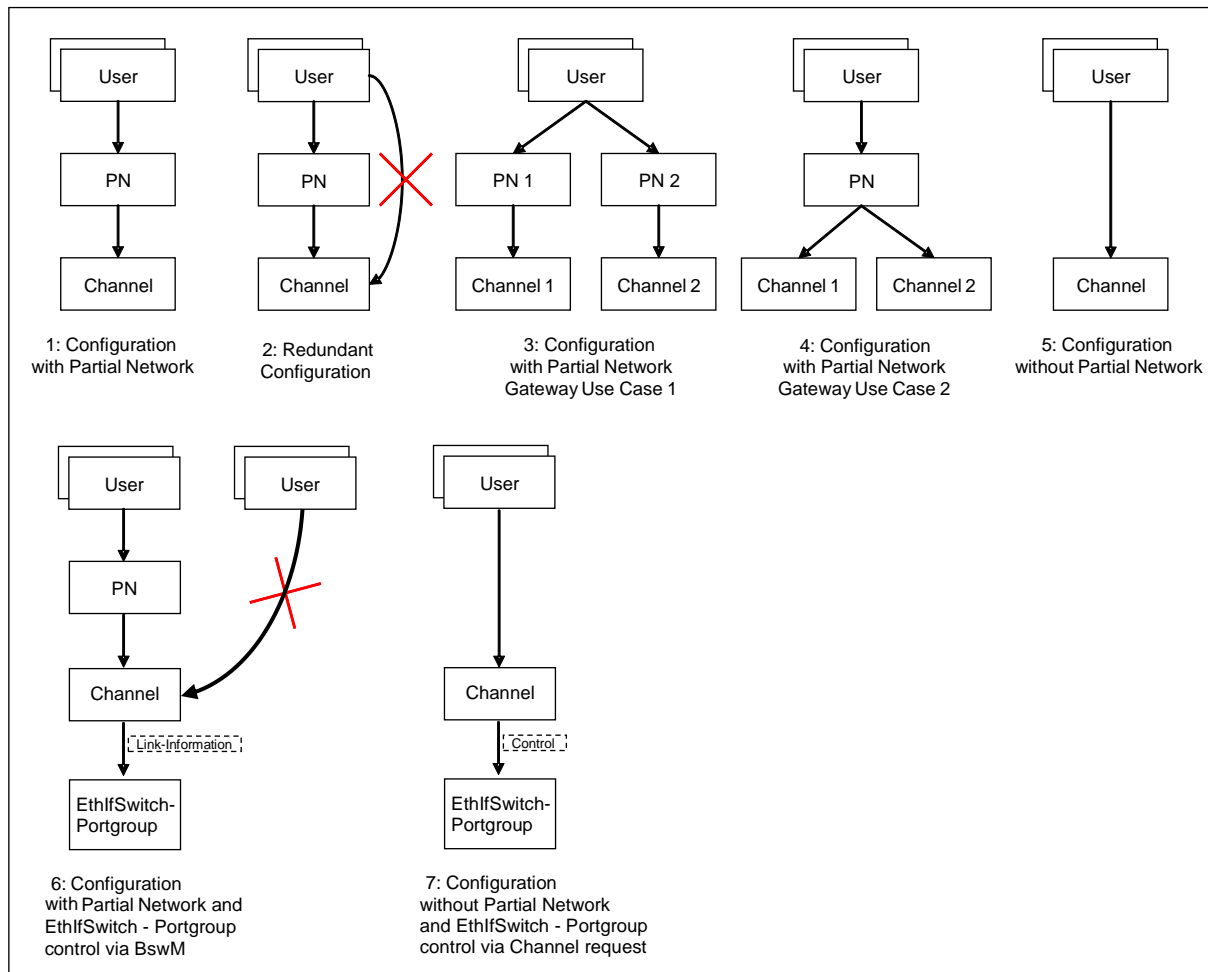 User
User
User
User
User
PN
PN
PN 1
PN 2
PN
Channel
Channel
Channel 1
Channel 2
Channel 1
Channel 2
Channel
1: Configuration
with Partial Network
2: Redundant
Configuration
3: Configuration
with Partial Network
Gateway Use Case 1
4: Configuration
with Partial Network
Gateway Use Case 2
5: Configuration
without Partial Network
User
User
User
PN
Channel
Channel
Link-Information
Control
EthIfSwitch-
Portgroup
EthIfSwitch-
Portgroup
6: Configuration
with Partial Network and
EthIfSwitch - Portgroup
control via BswM
7: Configuration
without Partial Network
and EthIfSwitch - Portgroup
control via Channel request